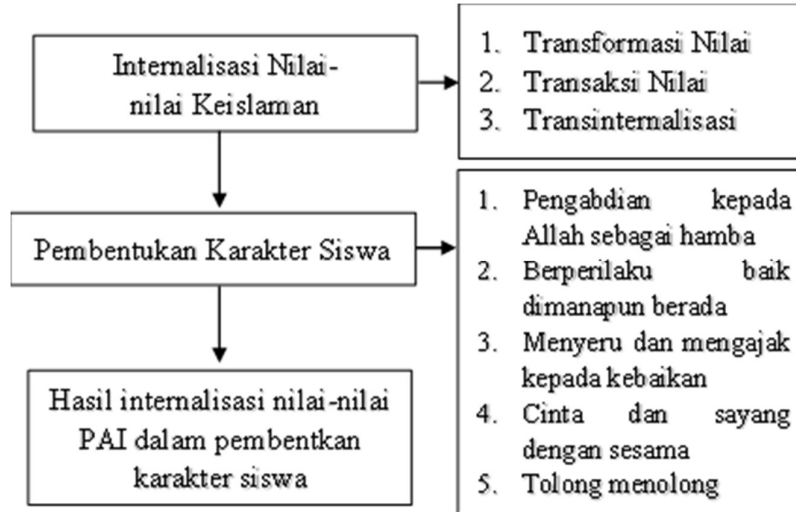 Internalisasi Nilai-
nilai Keislaman
1. Transformasi Nilai
2. Transaksi Nilai
3. Transinternalisasi
Pembentukan Karakter Siswa
1. Pengabdian kepada
Allah sebagai hamba
2. Berperilaku baik
dimanapun berada
3. Menyeru dan mengajak
kepada kebaikan
4. Cinta dan sayang
dengan sesama
5. Tolong menolong
Hasil internalisasi nilai-nilai
PAI dalam pembentkan
karakter siswa